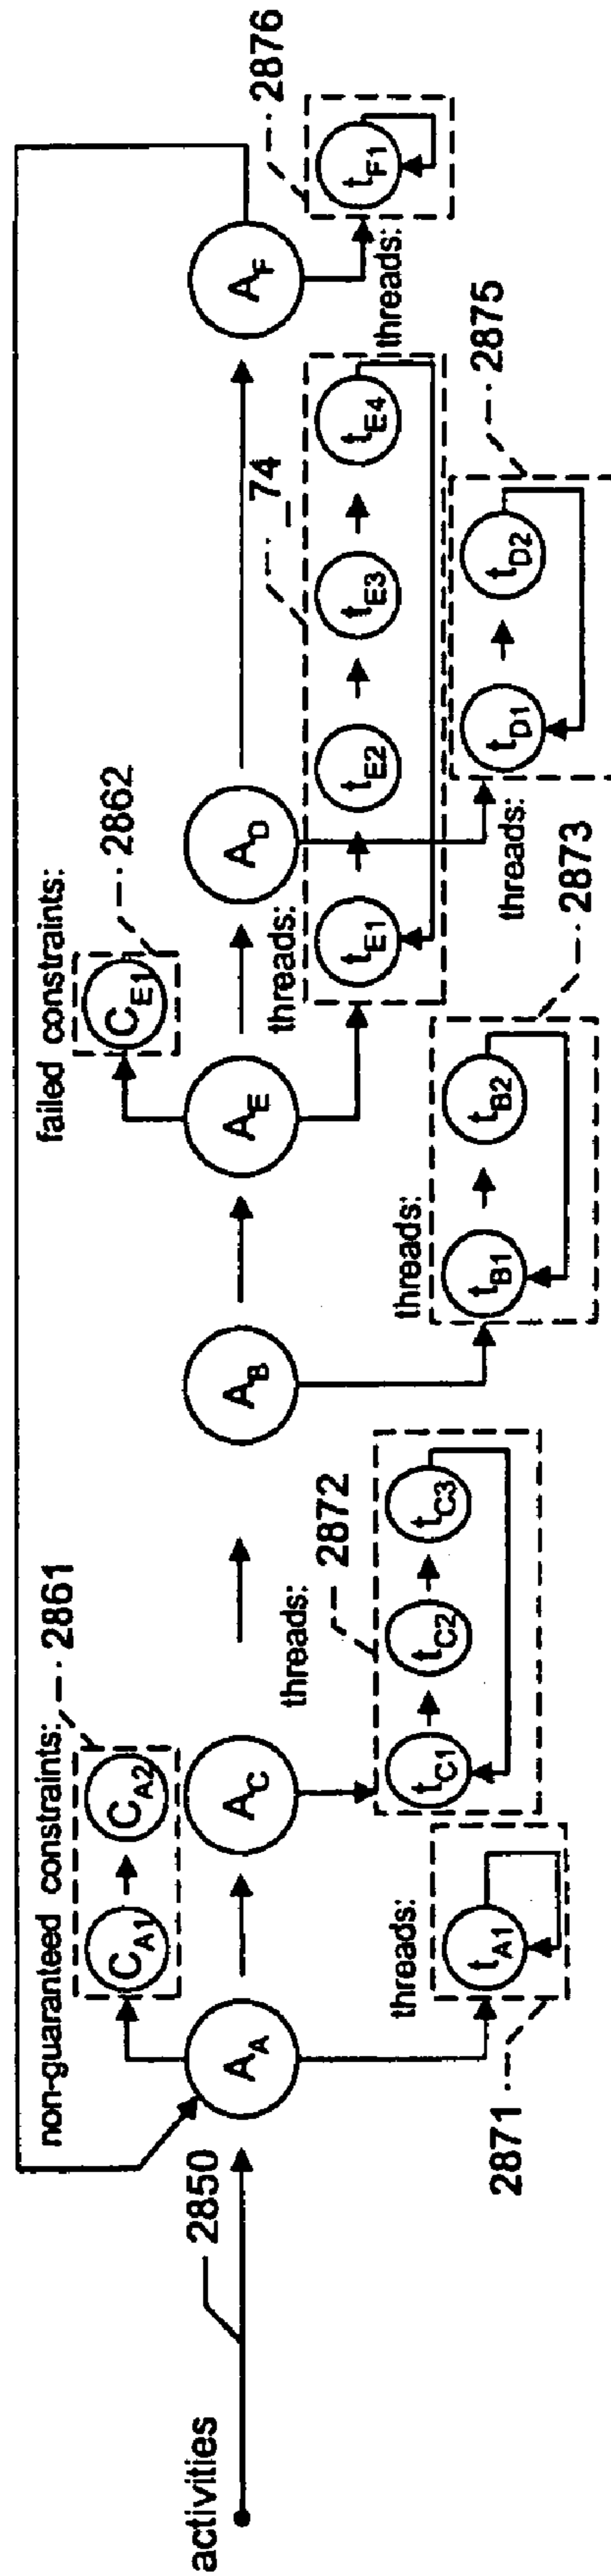 activities
2850
non-guaranteed constraints:
2861
C_A1
C_A2
failed constraints:
2862
C_E1
A_A
A_C
A_B
A_E
A_D
A_F
threads:
2871
t_A1
threads:
2872
t_C1
t_C2
t_C3
threads:
2873
t_B1
t_B2
threads:
74
t_E1
t_E2
t_E3
t_E4
threads:
2875
t_D1
t_D2
threads:
2876
t_F1